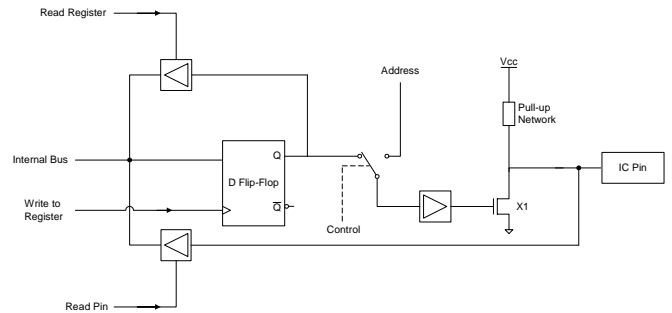 Read Register
Address
Vcc
Pull-up
Network
Internal Bus
Q
D Flip-Flop
IC Pin
Write to
Register
Q
X1
Control
Read Pin